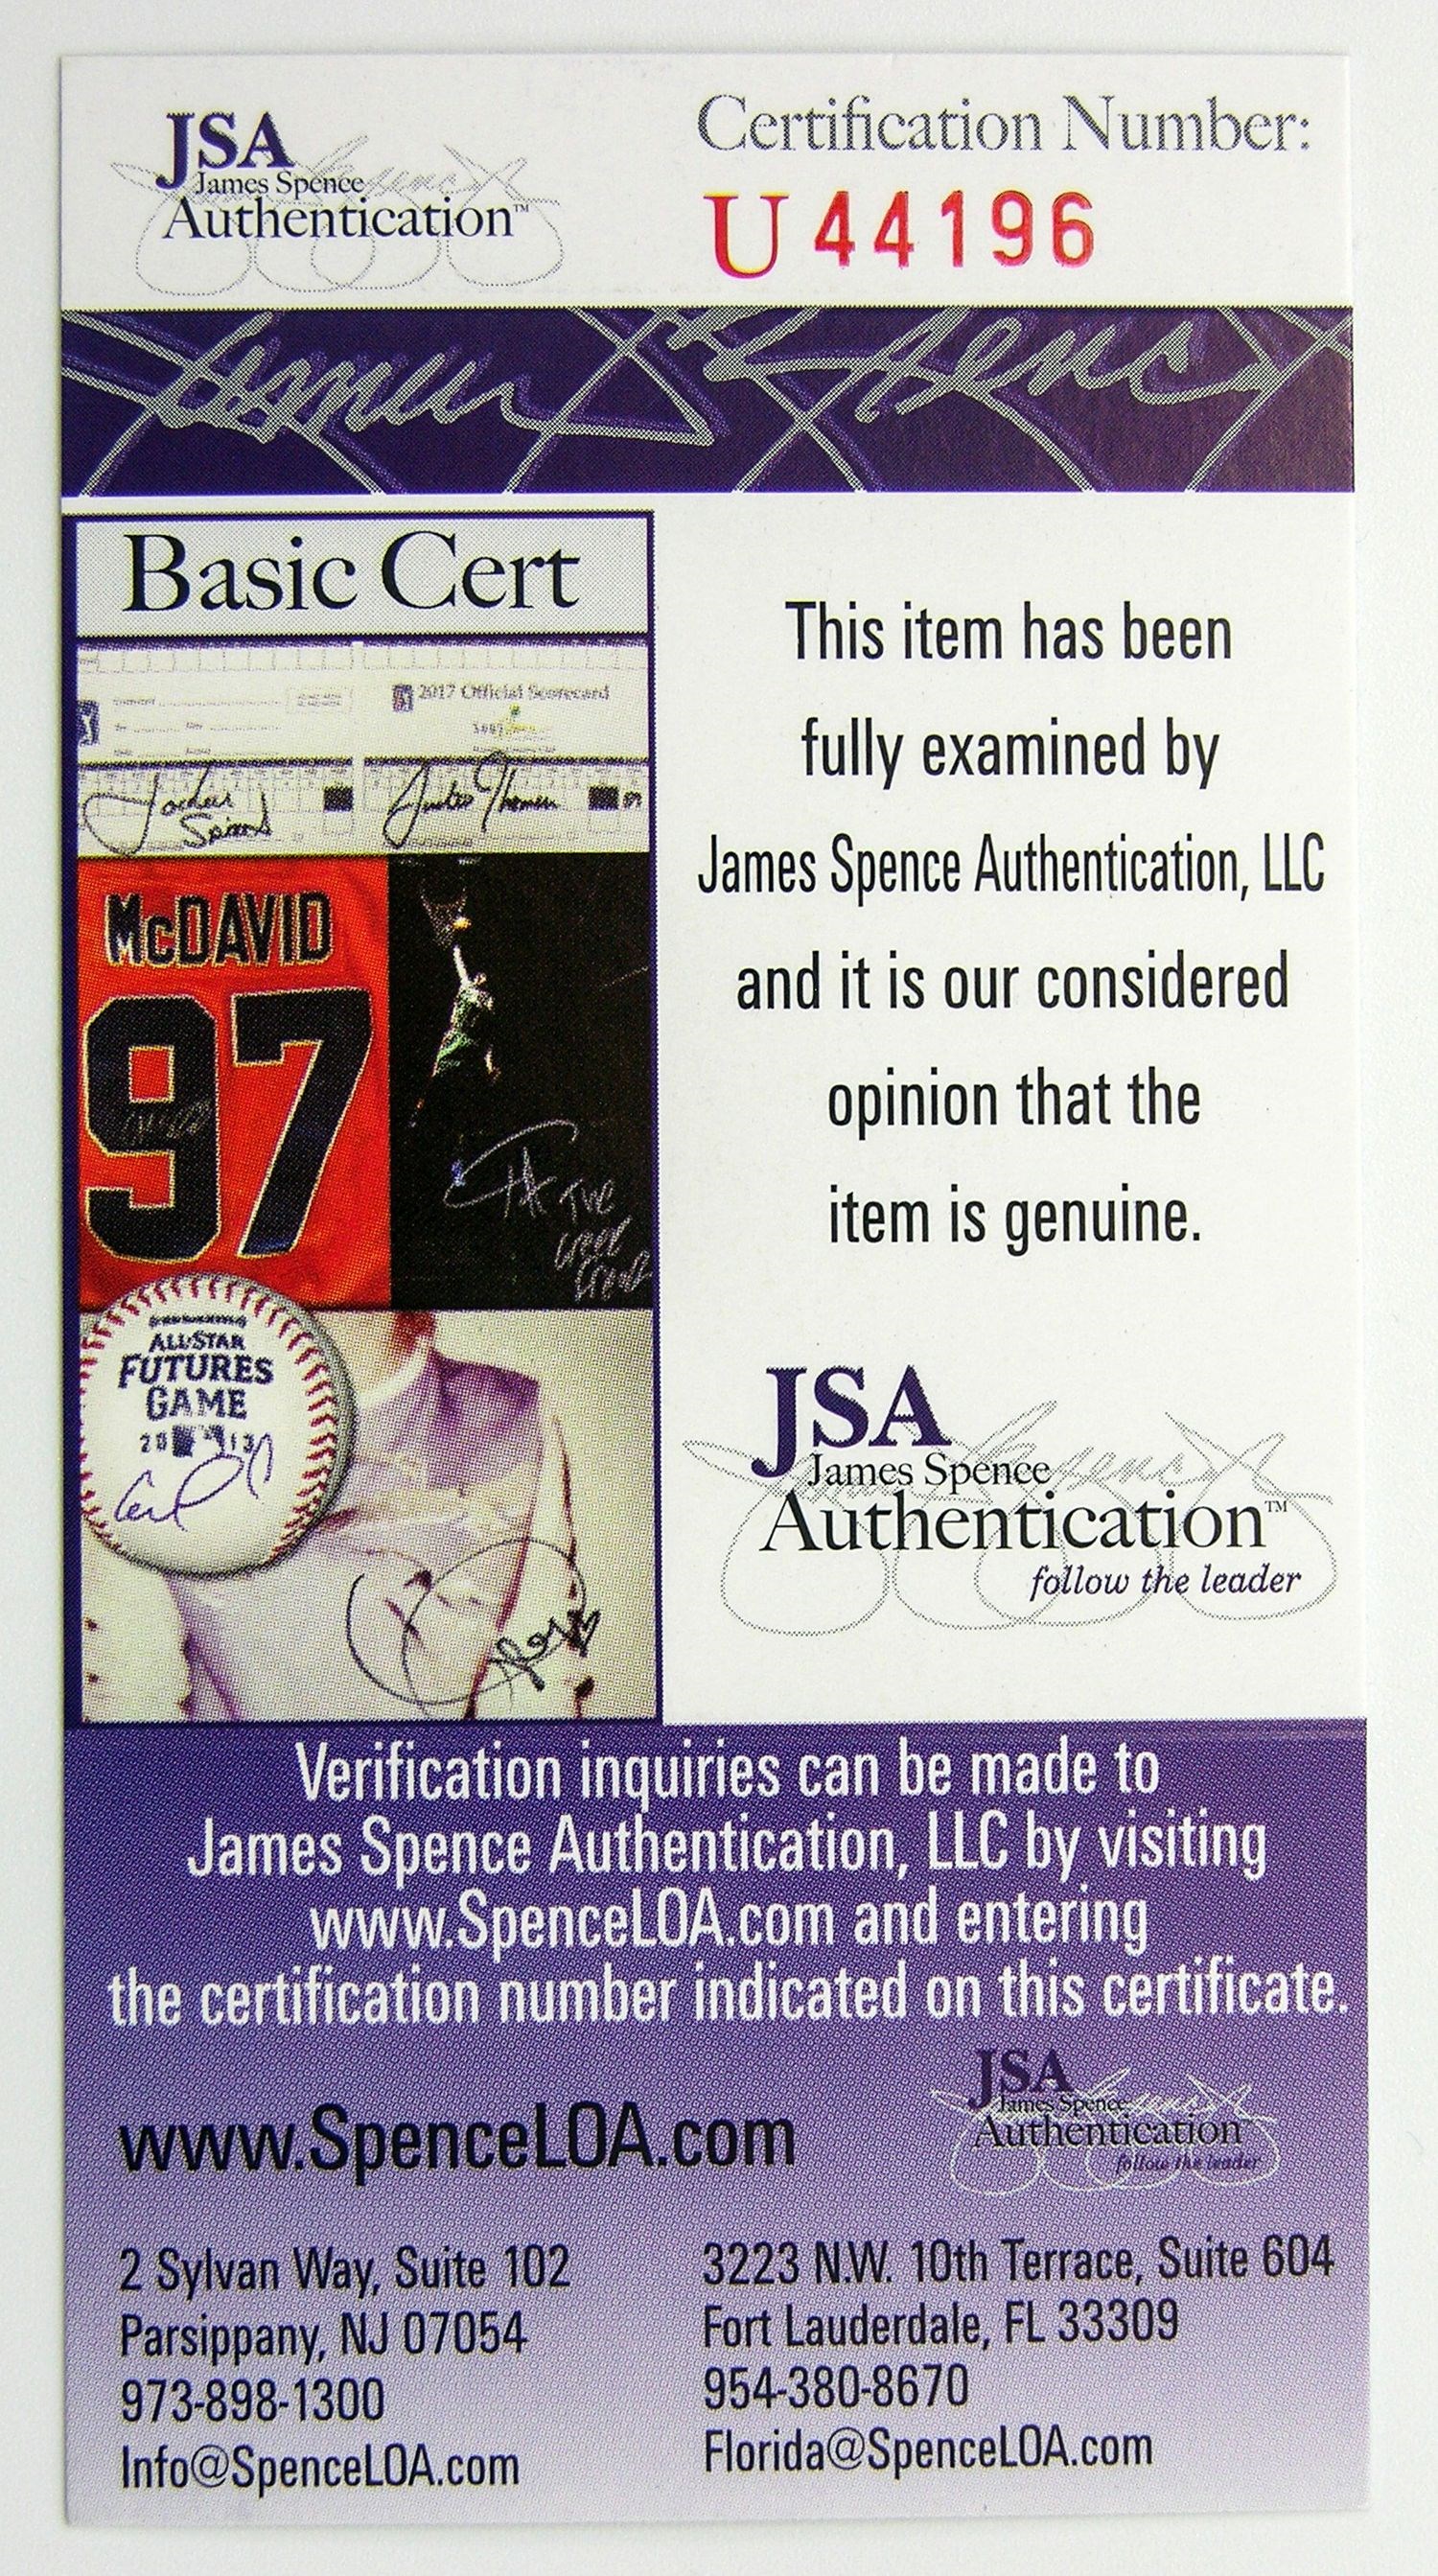 JSA
James Spence
Authentication™
Certification Number:
U 44196
Basic Cert
2017 Official Scorecard
McDAVID
97
ALL-STAR
FUTURES
GAME
2013
This item has been
fully examined by
James Spence Authentication, LLC
and it is our considered
opinion that the
item is genuine.
JSA
James Spence
Authentication™
follow the leader
Verification inquiries can be made to
James Spence Authentication, LLC by visiting
www.SpenceLOA.com and entering
the certification number indicated on this certificate.
www.SpenceLOA.com
JSA
James Spence
Authentication
follow the leader
2 Sylvan Way, Suite 102
Parsippany, NJ 07054
973-898-1300
Info@SpenceLOA.com
3223 N.W. 10th Terrace, Suite 604
Fort Lauderdale, FL 33309
954-380-8670
Florida@SpenceLOA.com